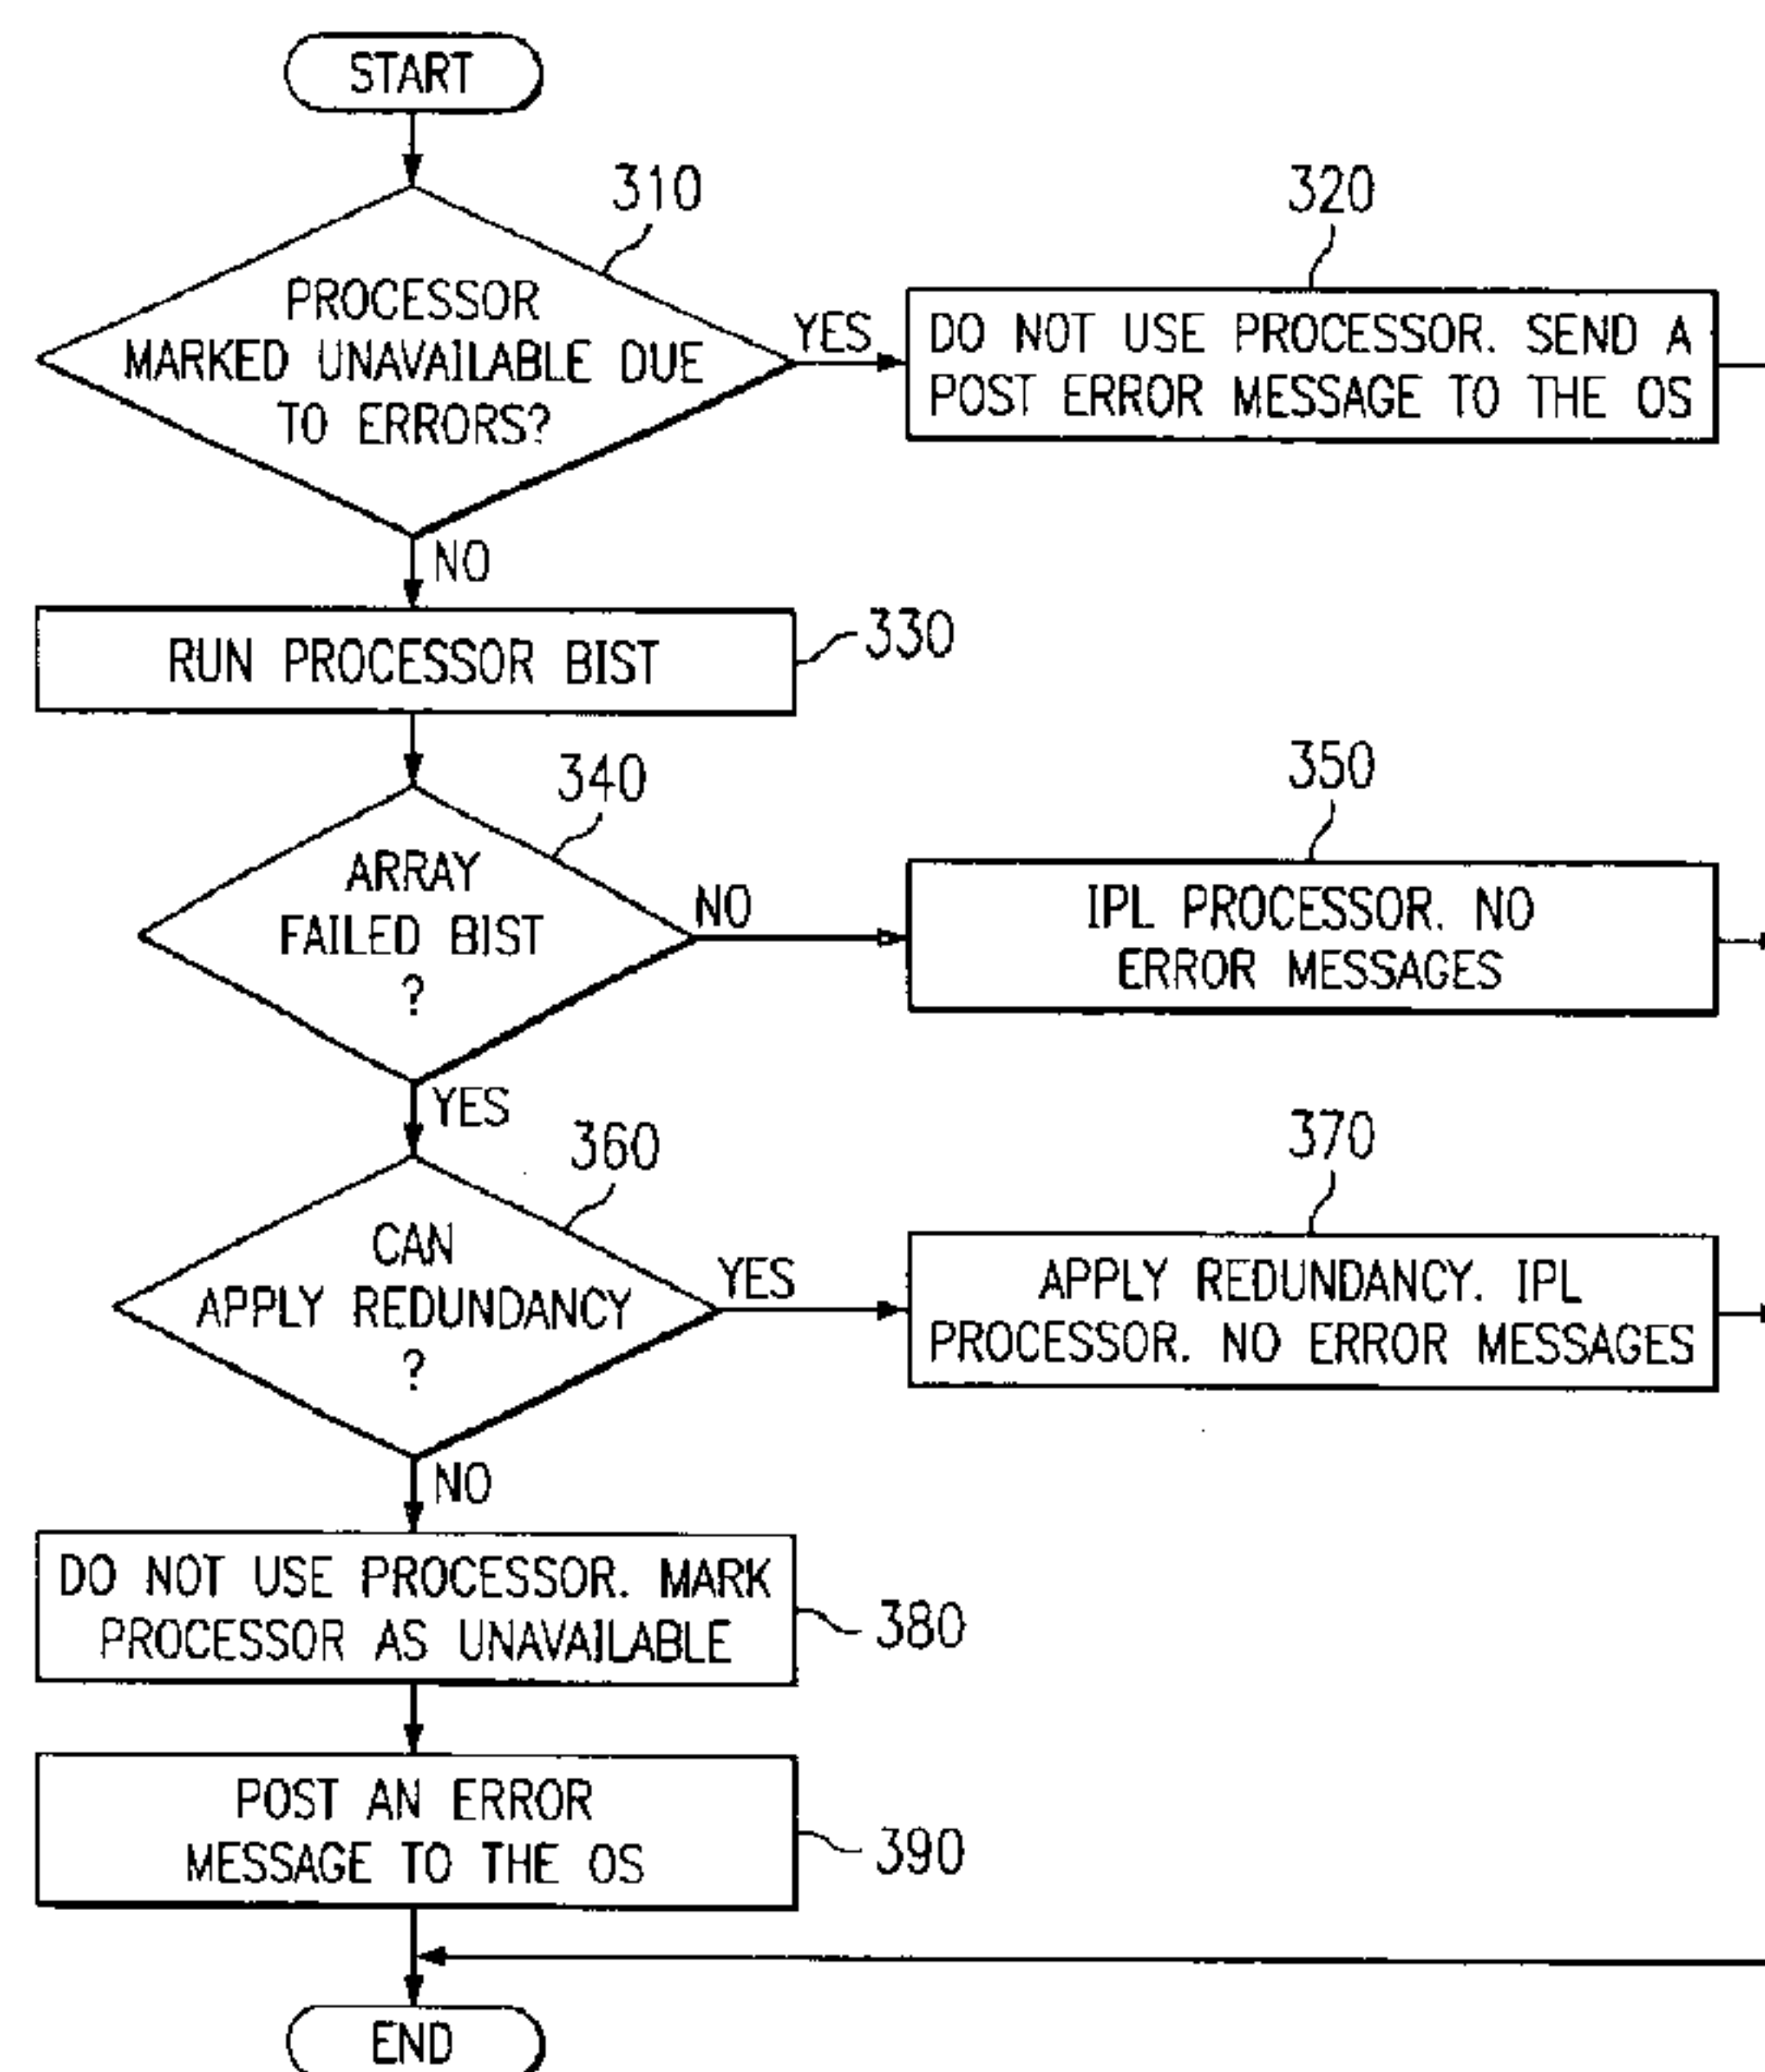 START
310
PROCESSOR
MARKED UNAVAILABLE DUE
TO ERRORS?
YES
320
DO NOT USE PROCESSOR. SEND A
POST ERROR MESSAGE TO THE OS
NO
RUN PROCESSOR BIST
330
340
ARRAY
FAILED BIST
?
NO
350
IPL PROCESSOR. NO
ERROR MESSAGES
YES
360
CAN
APPLY REDUNDANCY
?
YES
370
APPLY REDUNDANCY. IPL
PROCESSOR. NO ERROR MESSAGES
NO
DO NOT USE PROCESSOR. MARK
PROCESSOR AS UNAVAILABLE
380
POST AN ERROR
MESSAGE TO THE OS
390
END